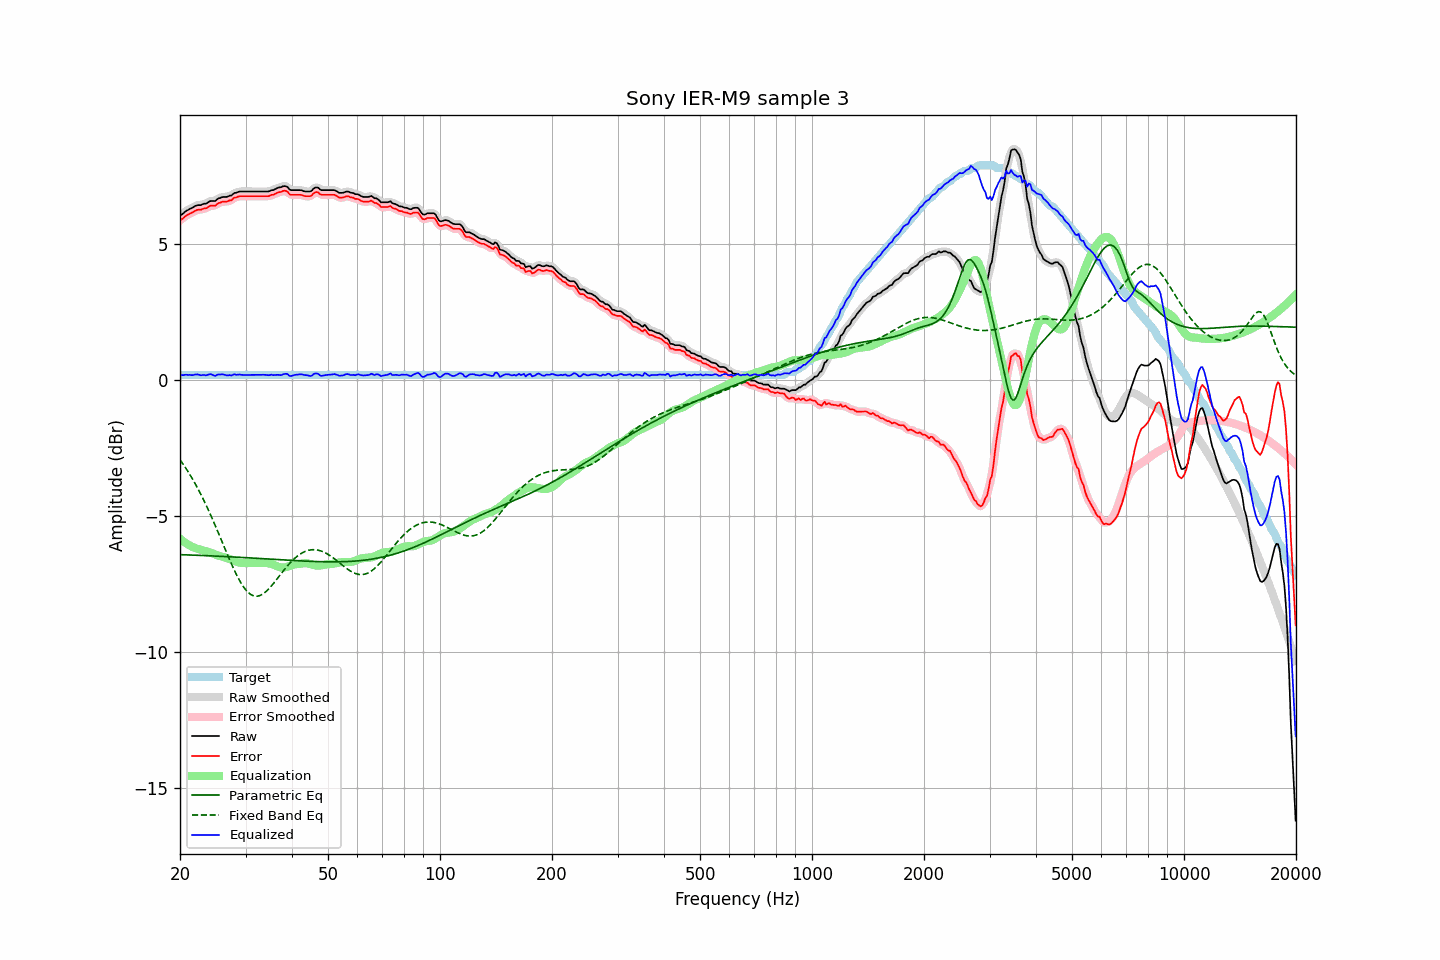 Sony IER-M9 sample 3
Amplitude (dBr)
5
0
−5
−10
−15
Target
Raw Smoothed
Error Smoothed
Raw
Error
Equalization
Parametric Eq
Fixed Band Eq
Equalized
20 50 100 200 500 1000 2000 5000 10000 20000
Frequency (Hz)